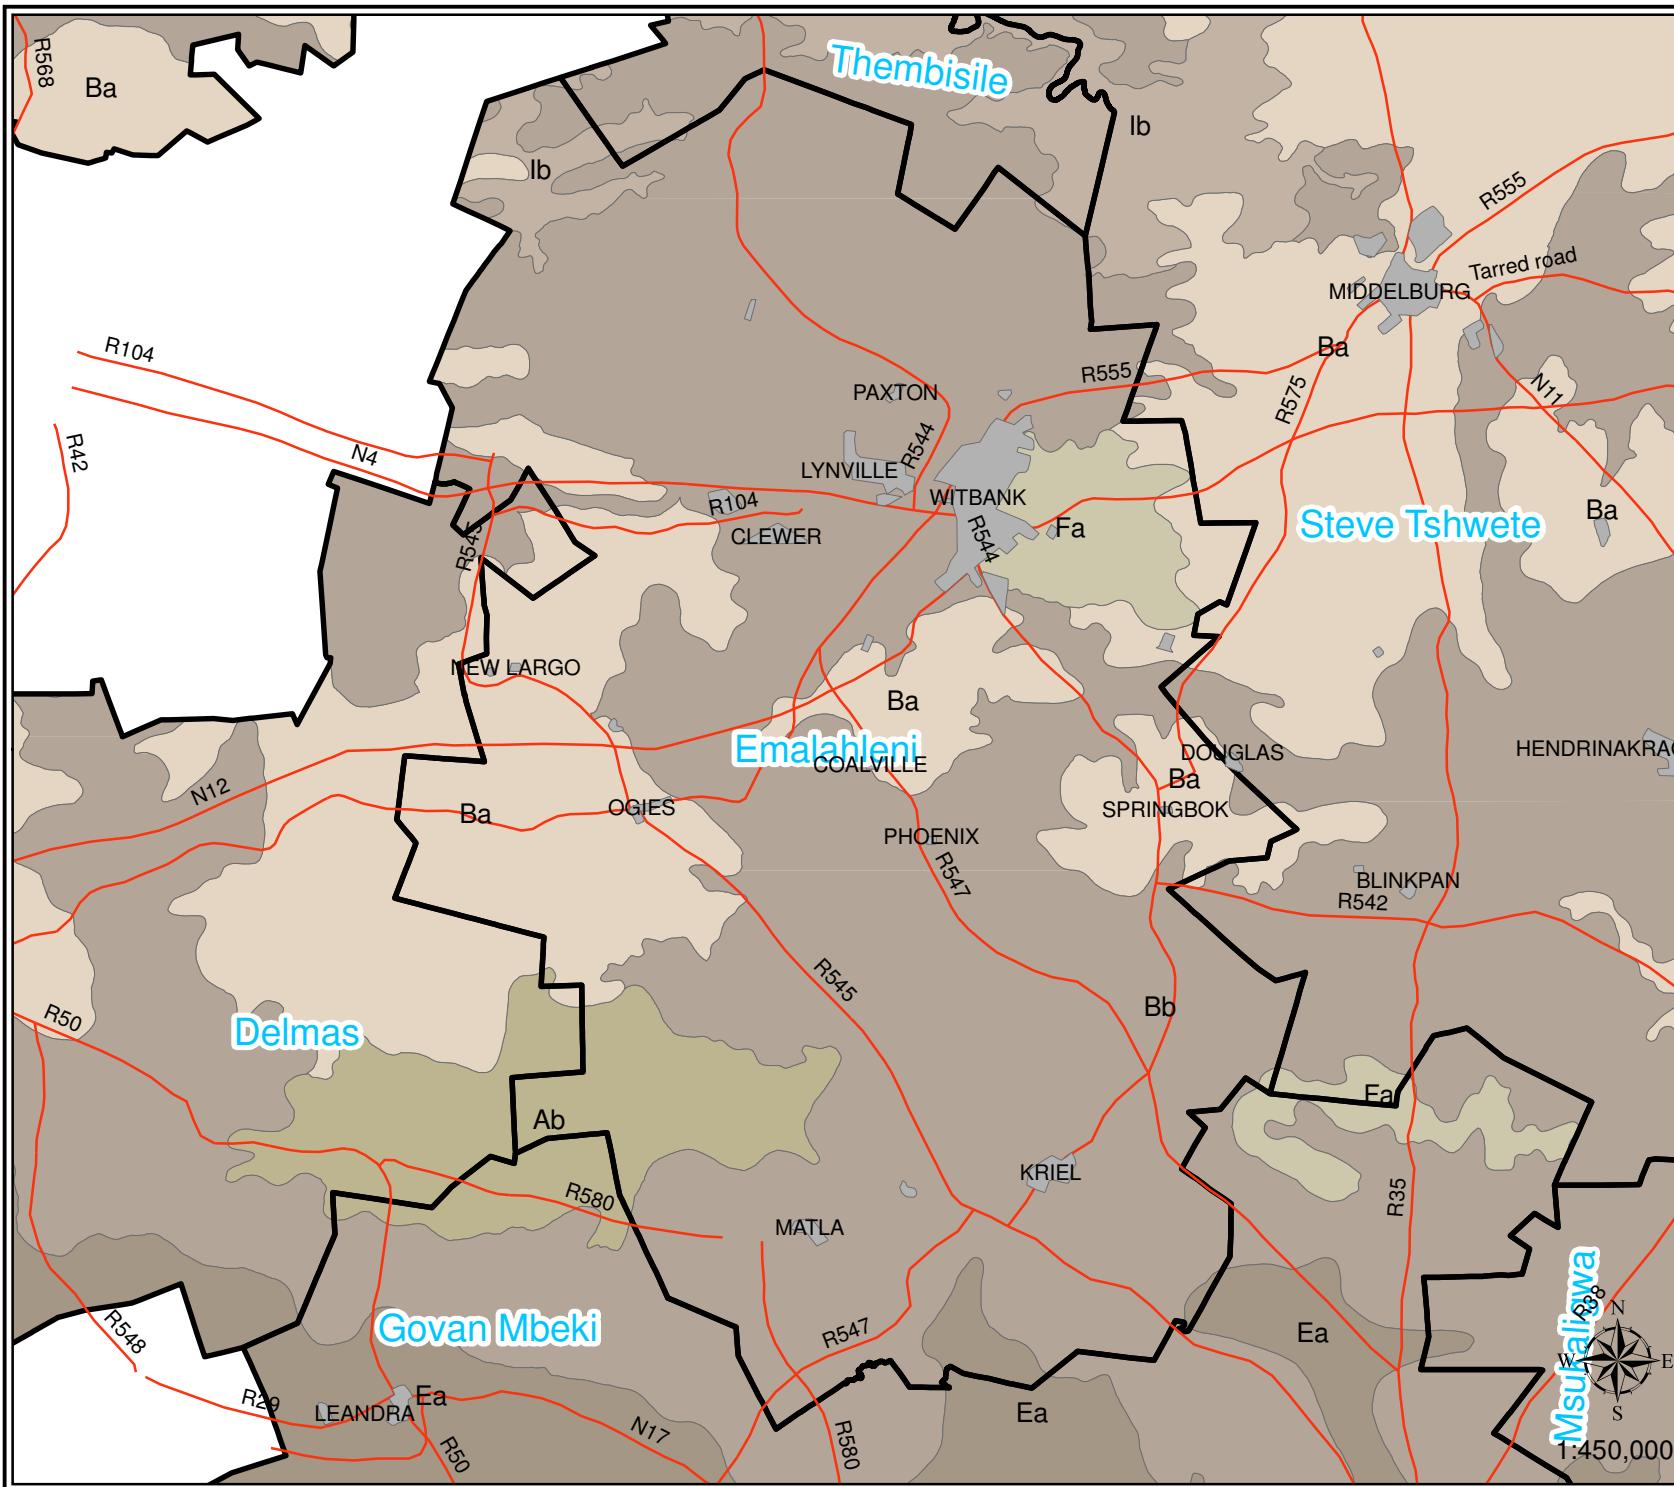 R568
Ba
Thembisile
Ib
Ib
R555
Tarred road
MIDDELBURG
R104
Ba
R555
R575
N11
PAXTON
R42
N4
R544
LYNVILLE
WITBANK
R104
CLEWER
R545
R544
Fa
Steve Tshwete
Ba
NEW LARGO
Ba
Emalahleni
COALVILLE
DOUGLAS
Ba
HENDRINAKRAG
N12
Ba
OGIES
SPRINGBOK
PHOENIX
R547
BLINKPAN
R542
R545
Bb
R50
Delmas
Fa
Ab
KRIEL
R580
R35
MATLA
Msukaligwa
R38
N
W
E
S
Govan Mbeki
R548
R547
Ea
R29
LEANDRA
Ea
Ea
R50
N17
R580
1:450,000